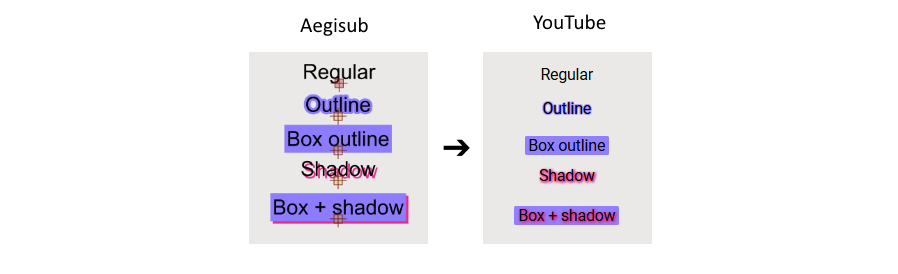 Aegisub
Regular
Outline
Box outline
Shadow
Box + shadow
YouTube
Regular
Outline
Box outline
Shadow
Box + shadow